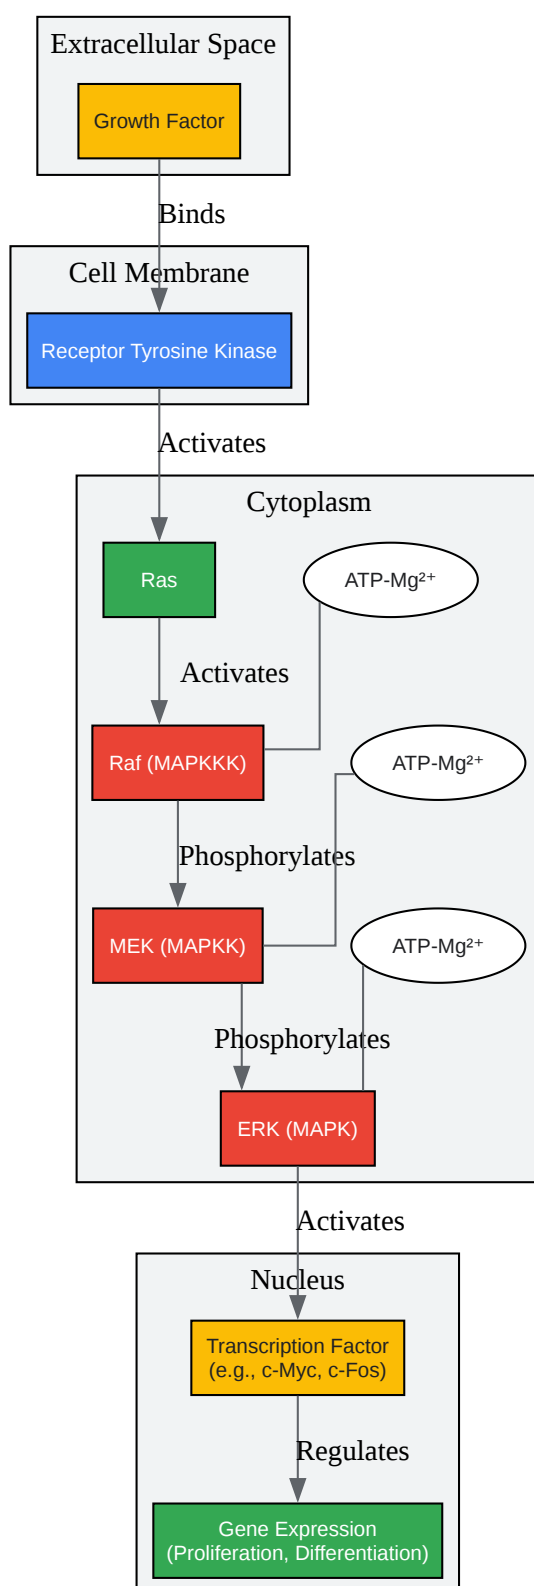 Extracellular Space
Growth Factor
Binds
Cell Membrane
Receptor Tyrosine Kinase
Activates
Cytoplasm
Ras
ATP-Mg²⁺
Activates
Raf (MAPKKK)
ATP-Mg²⁺
Phosphorylates
MEK (MAPKK)
ATP-Mg²⁺
Phosphorylates
ERK (MAPK)
Activates
Nucleus
Transcription Factor
(e.g., c-Myc, c-Fos)
Regulates
Gene Expression
(Proliferation, Differentiation)